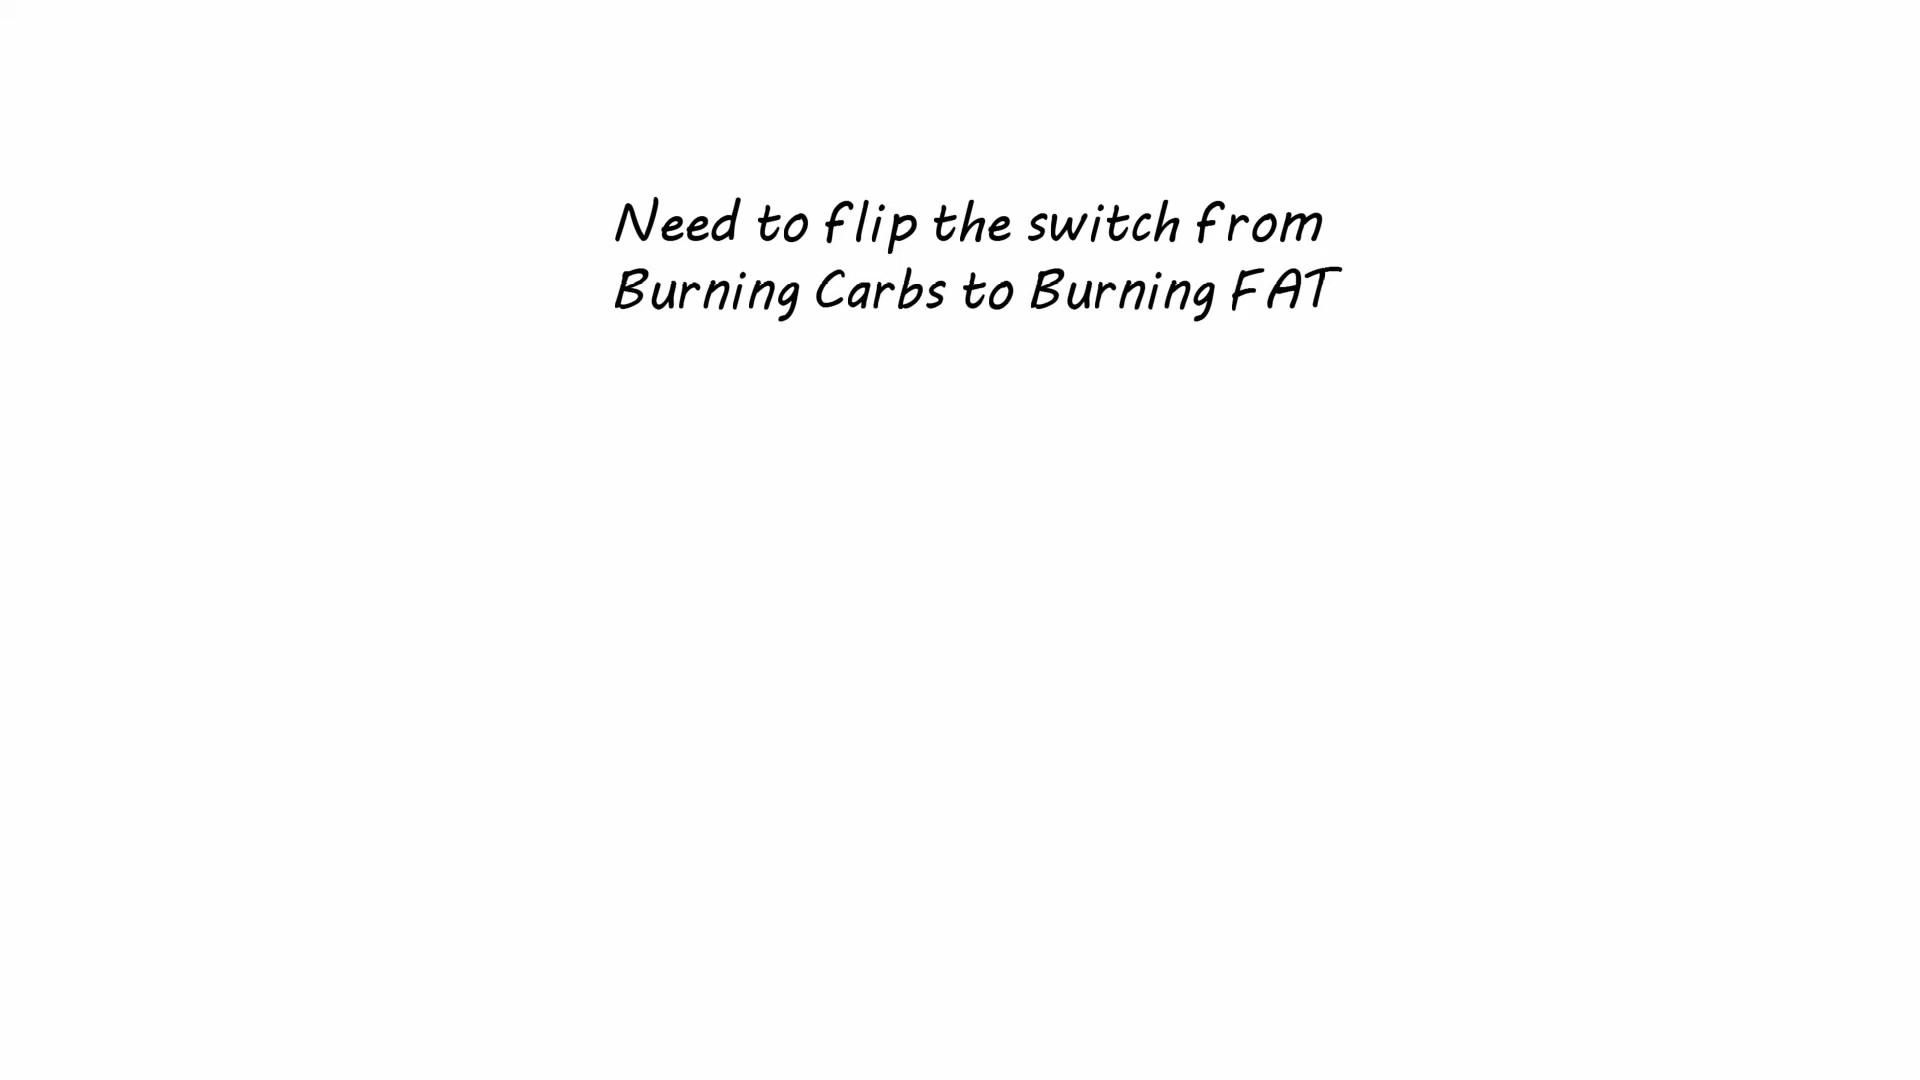 Need to flip the switch from
Burning Carbs to Burning FAT